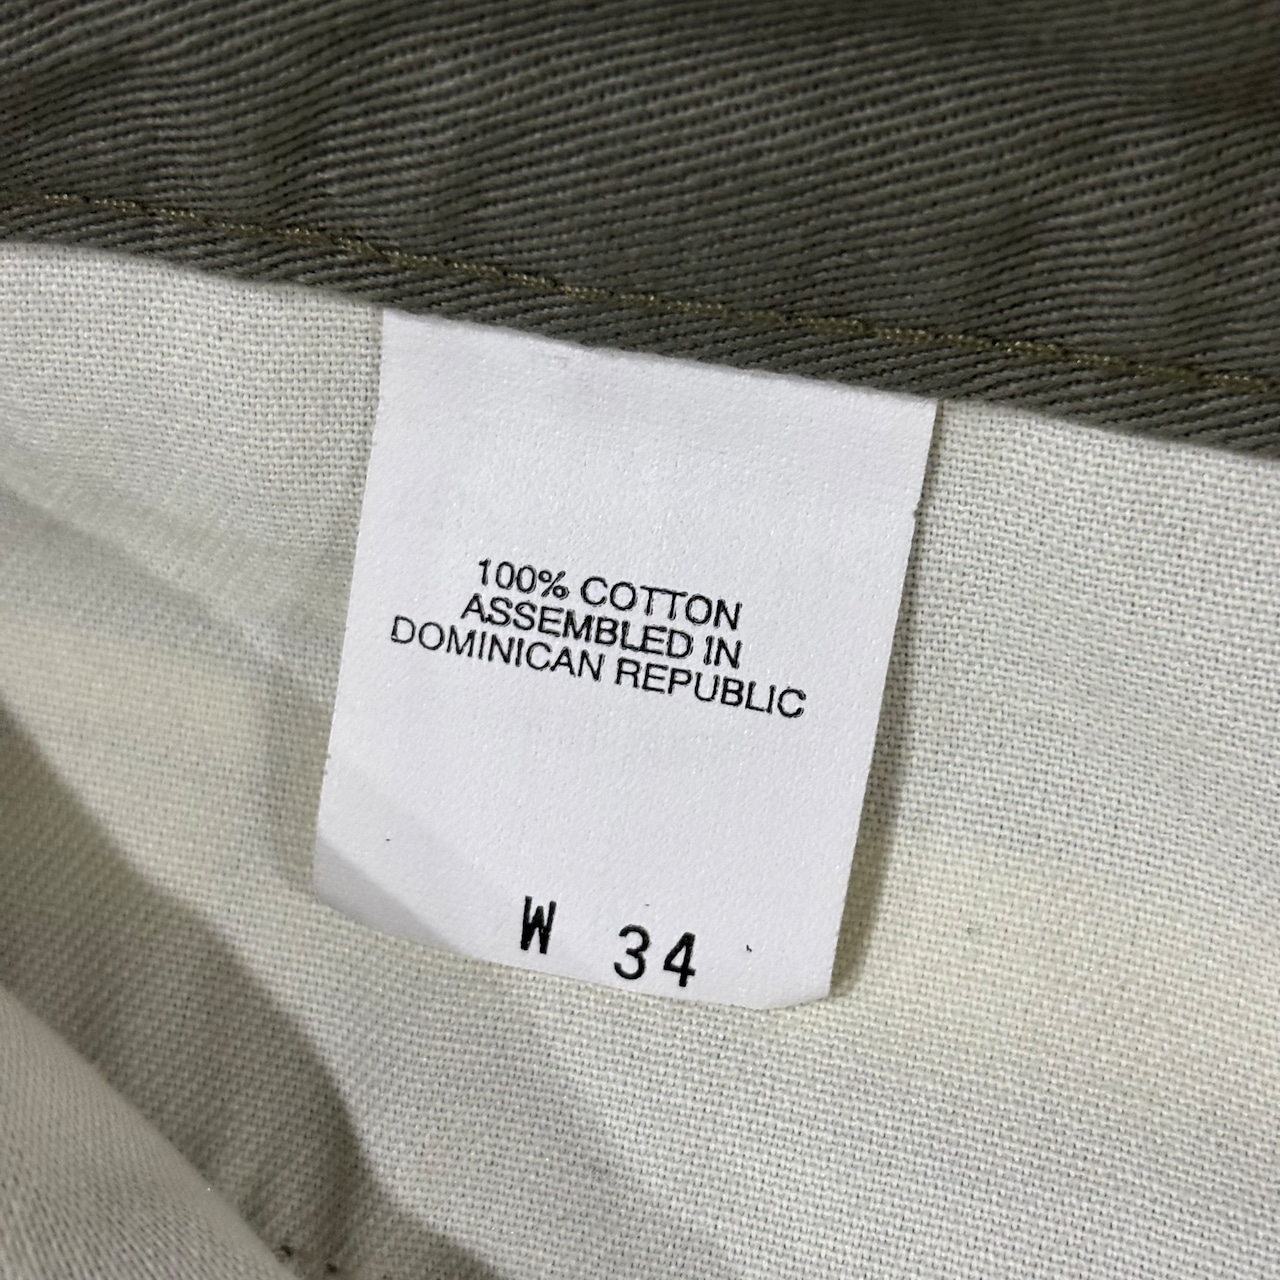 100% COTTON
ASSEMBLED IN
DOMINICAN REPUBLIC
W 34